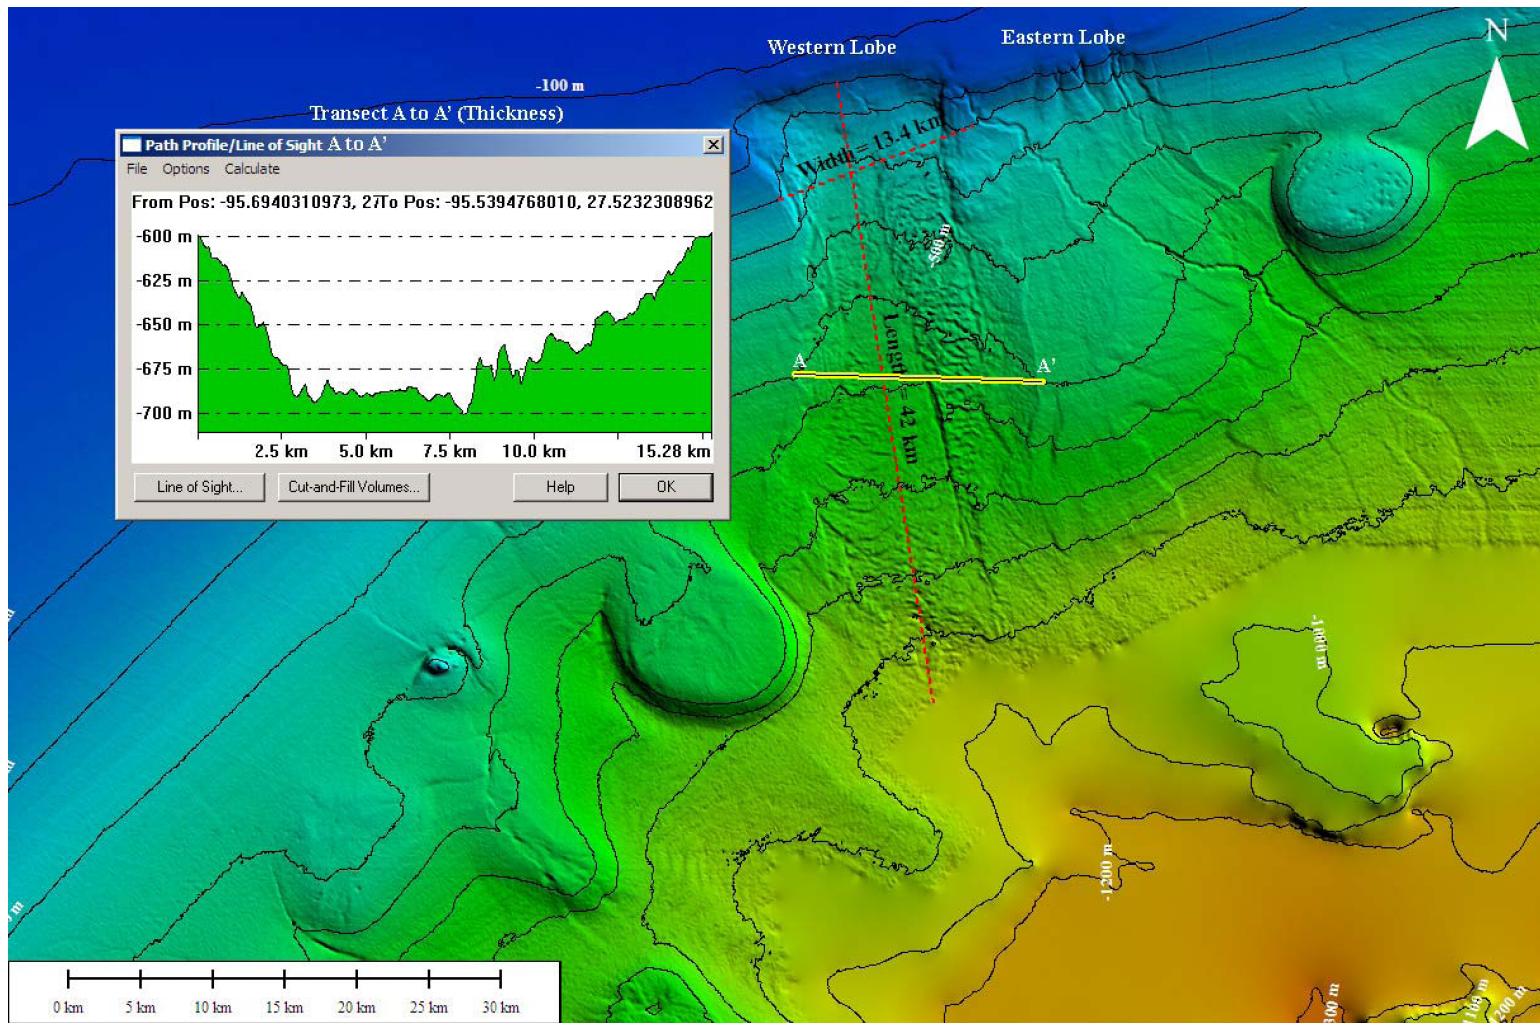 Western Lobe
Eastern Lobe
N
-100 m
Transect A to A' (Thickness)
Path Profile/Line of Sight A to A'
File Options Calculate
From Pos: -95.6940310973, 27To Pos: -95.5394768010, 27.5232308962
-600 m
-625 m
-650 m
-675 m
-700 m
2.5 km 5.0 km 7.5 km 10.0 km 15.28 km
Line of Sight... Cut-and-Fill Volumes... Help OK
Width = 13.4 km
-500 m
A
A'
Length = 42 km
m
m
m
-1000 m
-1200 m
300 m
1100 m
1200 m
0 km 5 km 10 km 15 km 20 km 25 km 30 km